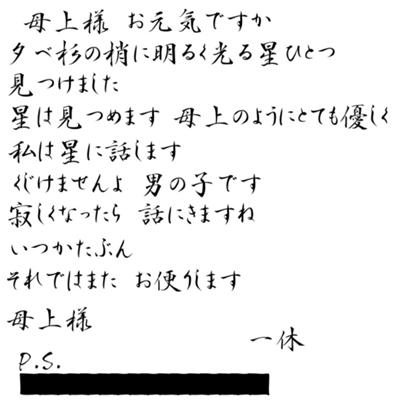 母上様 お元気ですか
夕べ杉の梢に明るく光る星ひとつ
見つけました
星は見つめます 母上のようにとても優しく
私は星に話します
くじけませんよ 男の子です
寂しくなったら 話にきますね
いつかたぶん
それではまた お便りします
母上様
一休
P.S.